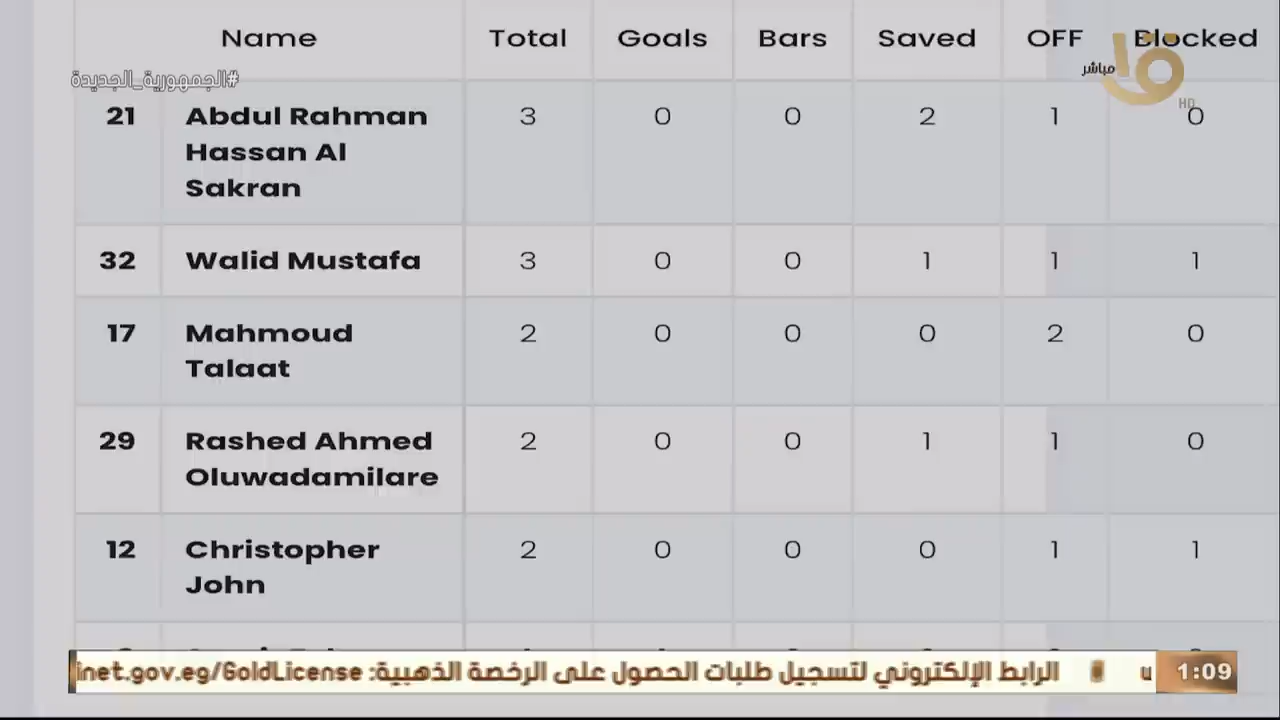 Name Total Goals Bars Saved OFF Blocked
مباشر
HD
#الجمهورية_الجديدة
21 Abdul Rahman 3 0 0 2 1 0
Hassan Al
Sakran
32 Walid Mustafa 3 0 0 1 1 1
17 Mahmoud 2 0 0 0 2 0
Talaat
29 Rashed Ahmed 2 0 0 1 1 0
Oluwadamilare
12 Christopher 2 0 0 0 1 1
John
الرابط الإلكتروني لتسجيل طلبات الحصول على الرخصة الذهبية: inet.gov.eg/GoldLicense
1:09